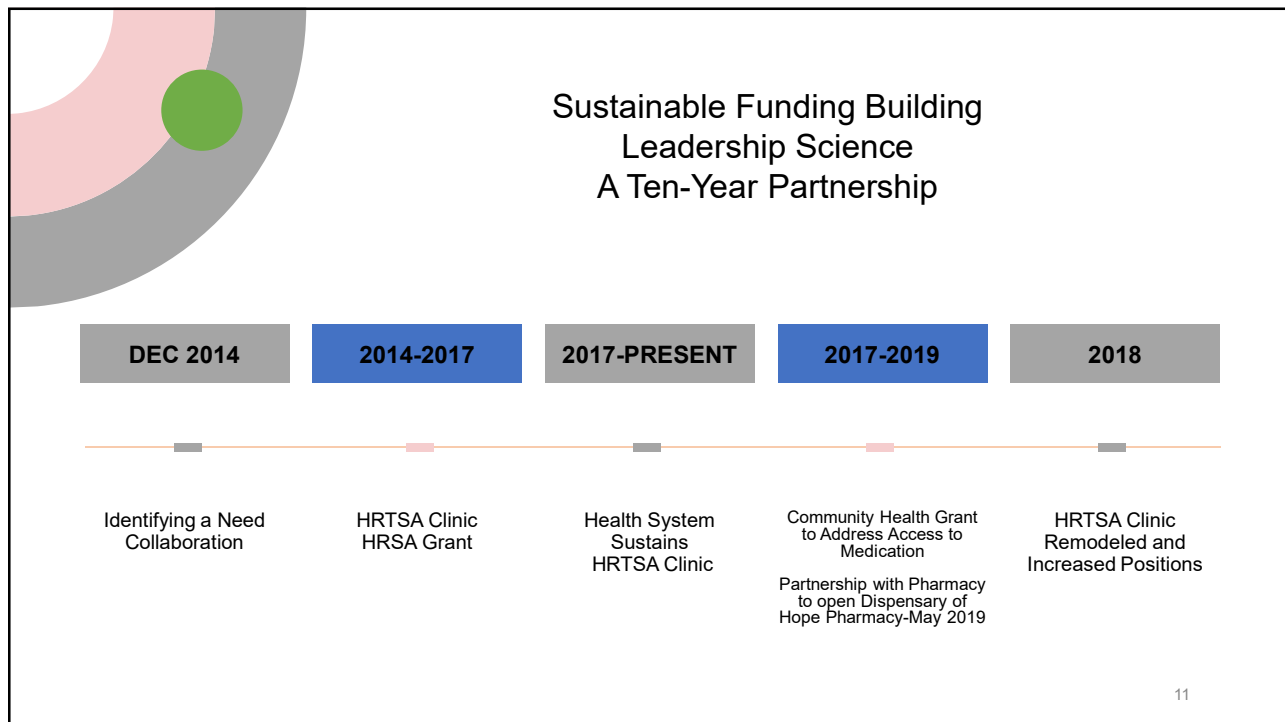 Sustainable Funding Building
Leadership Science
A Ten-Year Partnership
DEC 2014
2014-2017
2017-PRESENT
2017-2019
2018
Identifying a Need
Collaboration
HRTSA Clinic
HRSA Grant
Health System
Sustains
HRTSA Clinic
Community Health Grant
to Address Access to
Medication
Partnership with Pharmacy
to open Dispensary of
Hope Pharmacy-May 2019
HRTSA Clinic
Remodeled and
Increased Positions
11